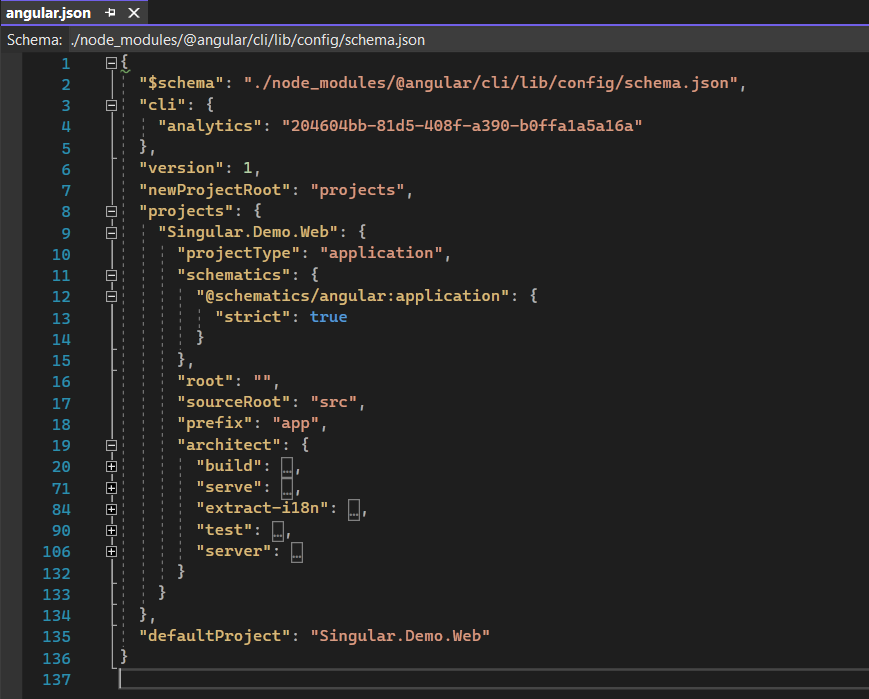 angular.json
Schema: ./node_modules/@angular/cli/lib/config/schema.json
1 {
2 "$schema": "./node_modules/@angular/cli/lib/config/schema.json",
3 "cli": {
4 "analytics": "204604bb-81d5-408f-a390-b0ffa1a5a16a"
5 },
6 "version": 1,
7 "newProjectRoot": "projects",
8 "projects": {
9 "Singular.Demo.Web": {
10 "projectType": "application",
11 "schematics": {
12 "@schematics/angular:application": {
13 "strict": true
14 }
15 },
16 "root": "",
17 "sourceRoot": "src",
18 "prefix": "app",
19 "architect": {
20 "build": ...,
71 "serve": ...,
84 "extract-i18n": ...,
90 "test": ...,
106 "server": ...
132 }
133 }
134 },
135 "defaultProject": "Singular.Demo.Web"
136 }
137